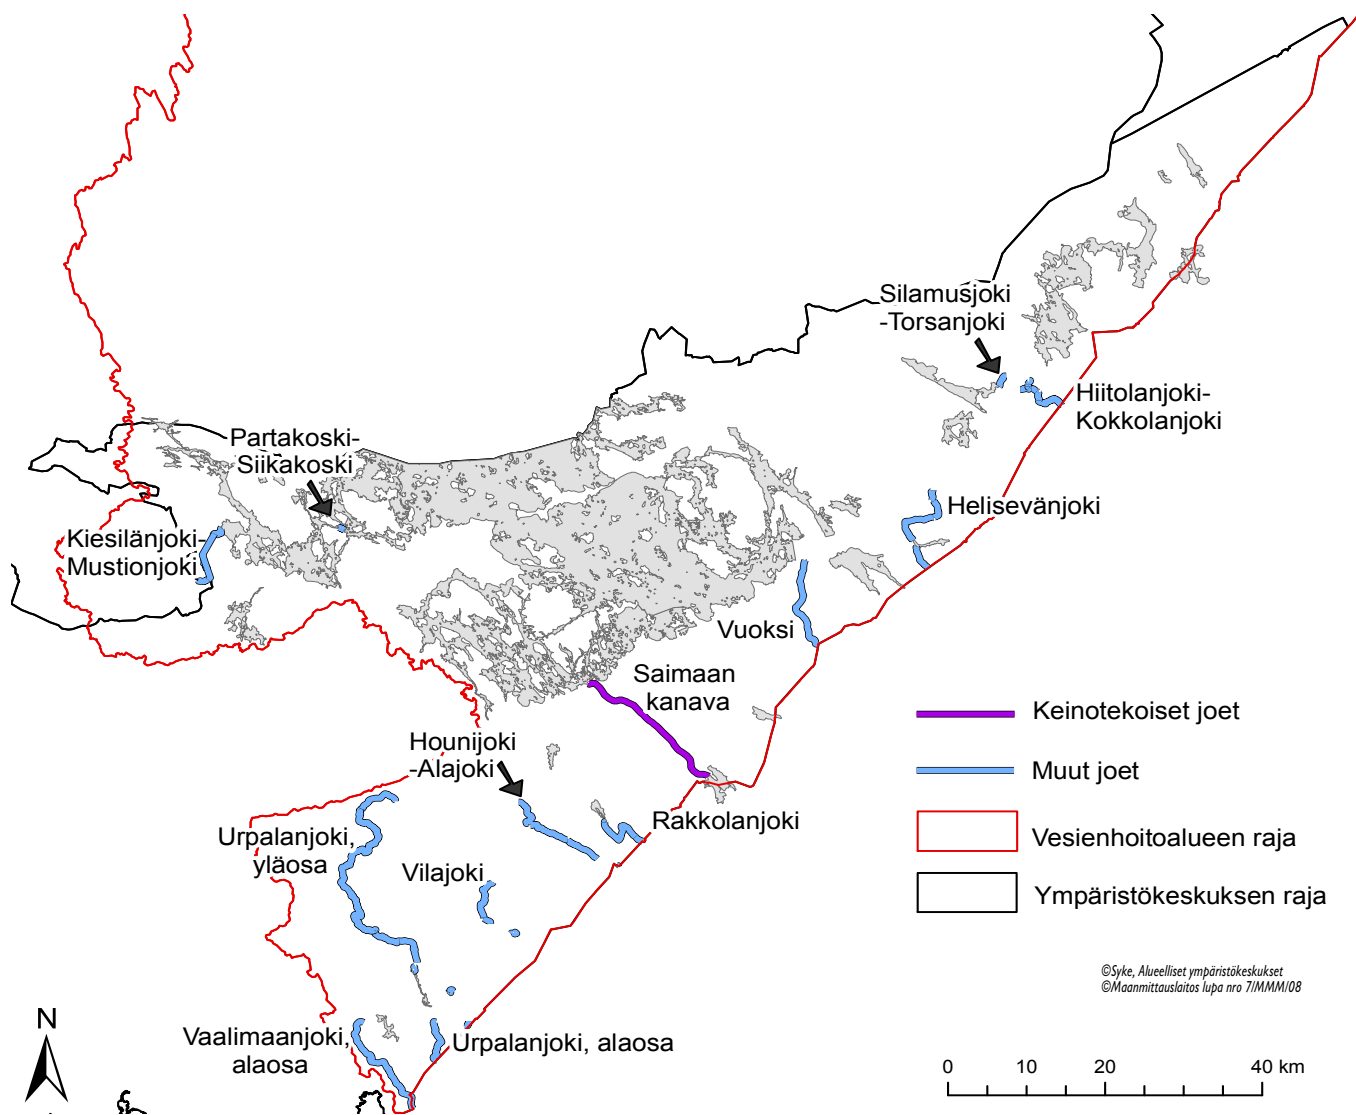 Silamusjoki
-Torsanjoki
Hiitolanjoki-
Kokkolanjoki
Partakoski-
Siikakoski
Helisevänjoki
Kiesilänjoki-
Mustionjoki
Vuoksi
Saimaan
kanava
Hounijoki
-Alajoki
Rakkolanjoki
Urpalanjoki,
yläosa
Vilajoki
Vaalimaanjoki,
alaosa
Urpalanjoki, alaosa
Keinotekoiset joet
Muut joet
Vesienhoitoalueen raja
Ympäristökeskuksen raja
©Syke, Alueelliset ympäristökeskukset
©Maanmittauslaitos lupa nro 7/MMM/08
N
0 10 20 40 km